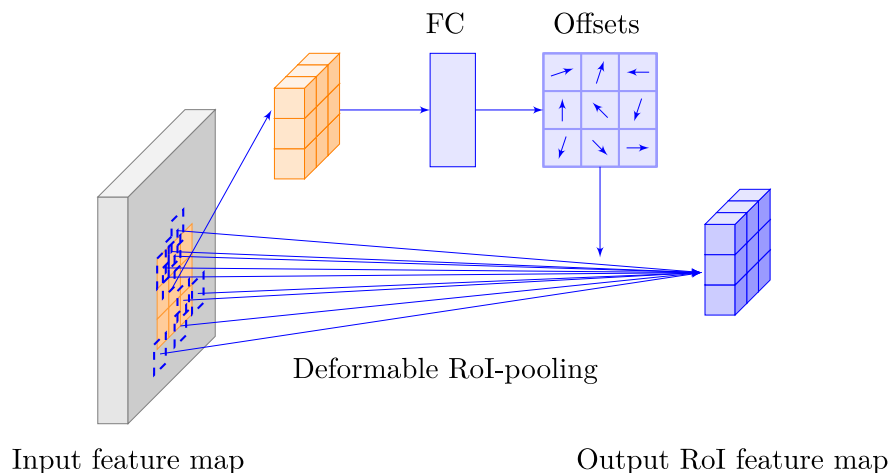 FC
Offsets
Deformable RoI-pooling
Input feature map
Output RoI feature map